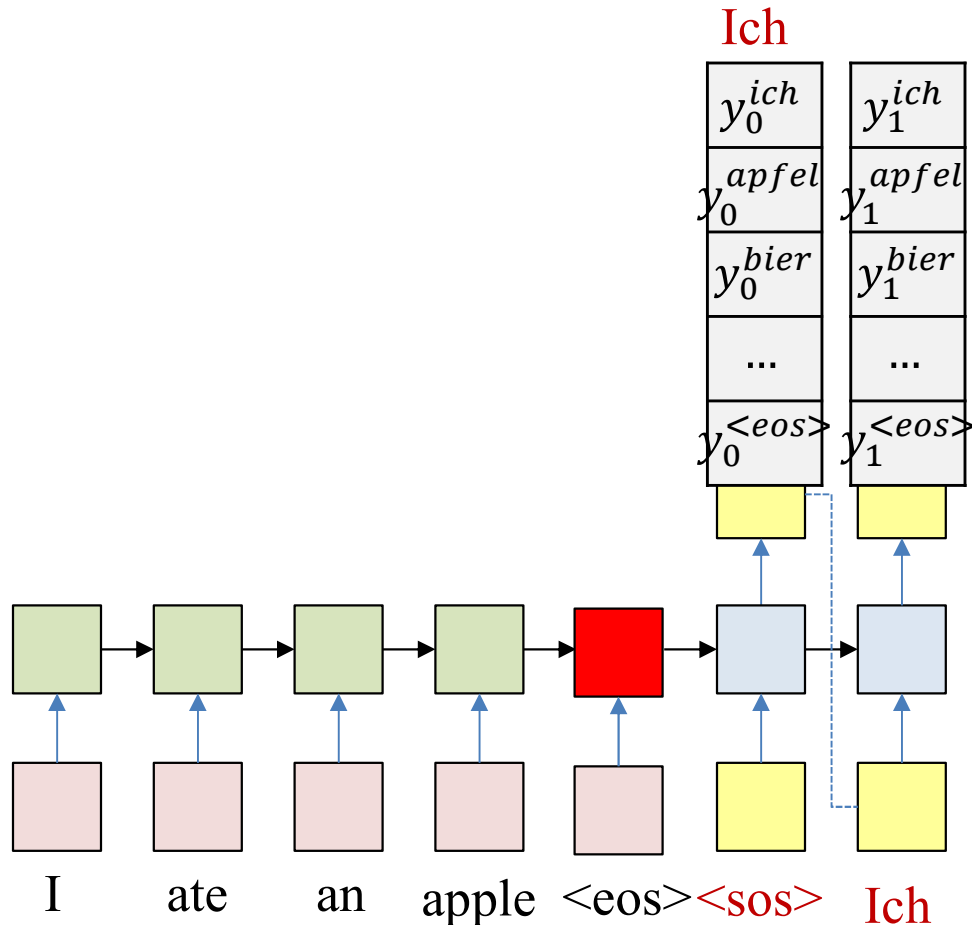 Ich
y_0^{ich} y_1^{ich}
y_0^{apfel} y_1^{apfel}
y_0^{bier} y_1^{bier}
... ...
y_0^{<eos>} y_1^{<eos>}
I ate an apple <eos> <sos> Ich